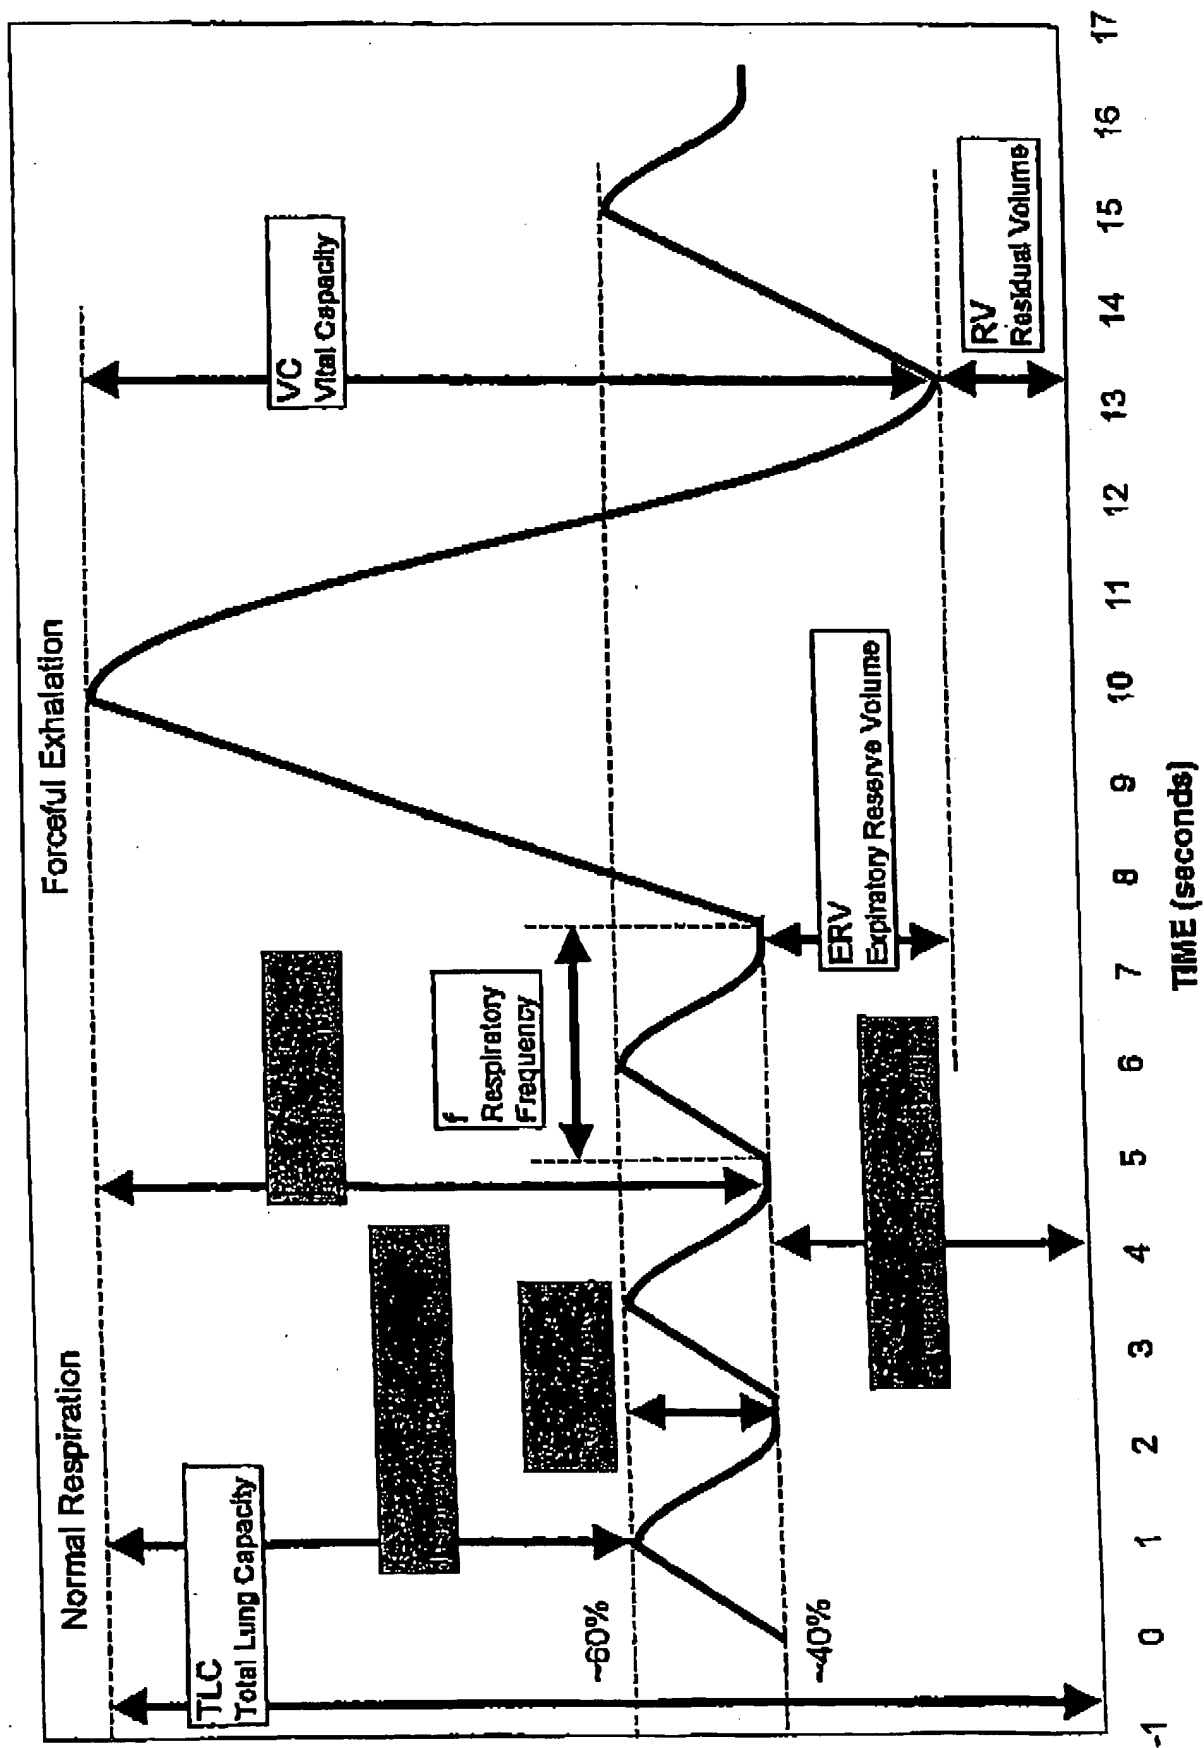 Normal Respiration
Forceful Exhalation
TLC
Total Lung Capacity
VC
Vital Capacity
f
Respiratory
Frequency
~60%
~40%
ERV
Expiratory Reserve Volume
RV
Residual Volume
-1 0 1 2 3 4 5 6 7 8 9 10 11 12 13 14 15 16 17
TIME (seconds)